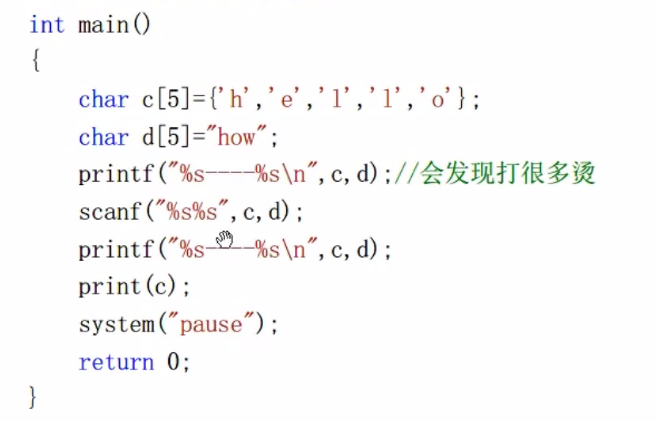 int main()
{
char c[5]={'h','e','l','l','o'};
char d[5]="how";
printf("%s----%s\n",c,d);//会发现打很多烫
scanf("%s%s",c,d);
printf("%s----%s\n",c,d);
print(c);
system("pause");
return 0;
}